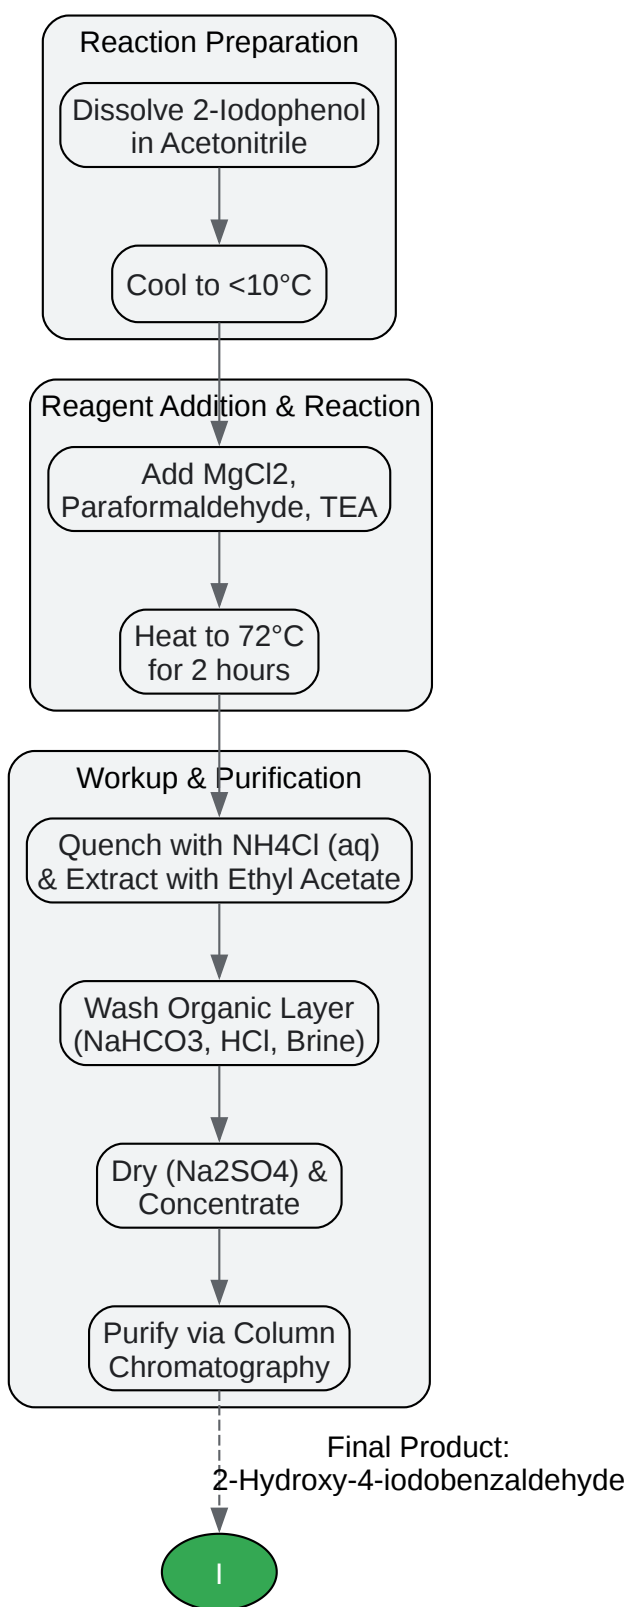 Reaction Preparation
Dissolve 2-Iodophenol
in Acetonitrile
Cool to <10°C
Reagent Addition & Reaction
Add MgCl2,
Paraformaldehyde, TEA
Heat to 72°C
for 2 hours
Workup & Purification
Quench with NH4Cl (aq)
& Extract with Ethyl Acetate
Wash Organic Layer
(NaHCO3, HCl, Brine)
Dry (Na2SO4) &
Concentrate
Purify via Column
Chromatography
Final Product:
2-Hydroxy-4-iodobenzaldehyde
I